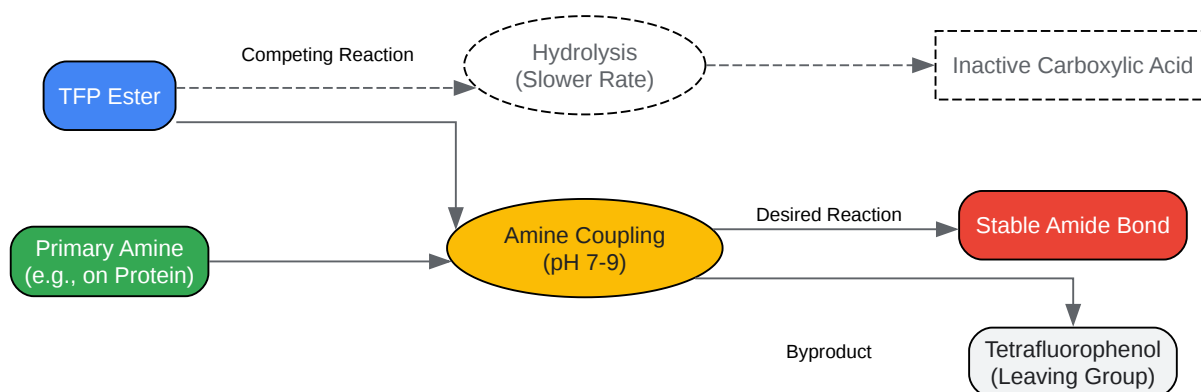 Competing Reaction
TFP Ester
Hydrolysis
(Slower Rate)
Inactive Carboxylic Acid
Primary Amine
(e.g., on Protein)
Amine Coupling
(pH 7-9)
Desired Reaction
Stable Amide Bond
Byproduct
Tetrafluorophenol
(Leaving Group)